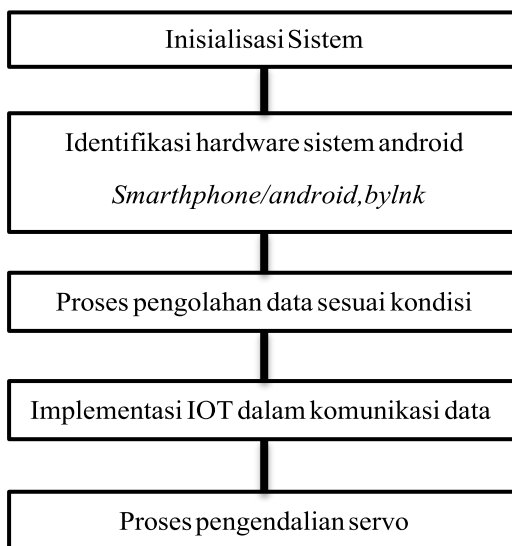 Inisialisasi Sistem
Identifikasi hardware sistem android
Smarthphone/android,bylnk
Proses pengolahan data sesuai kondisi
Implementasi IOT dalam komunikasi data
Proses pengendalian servo